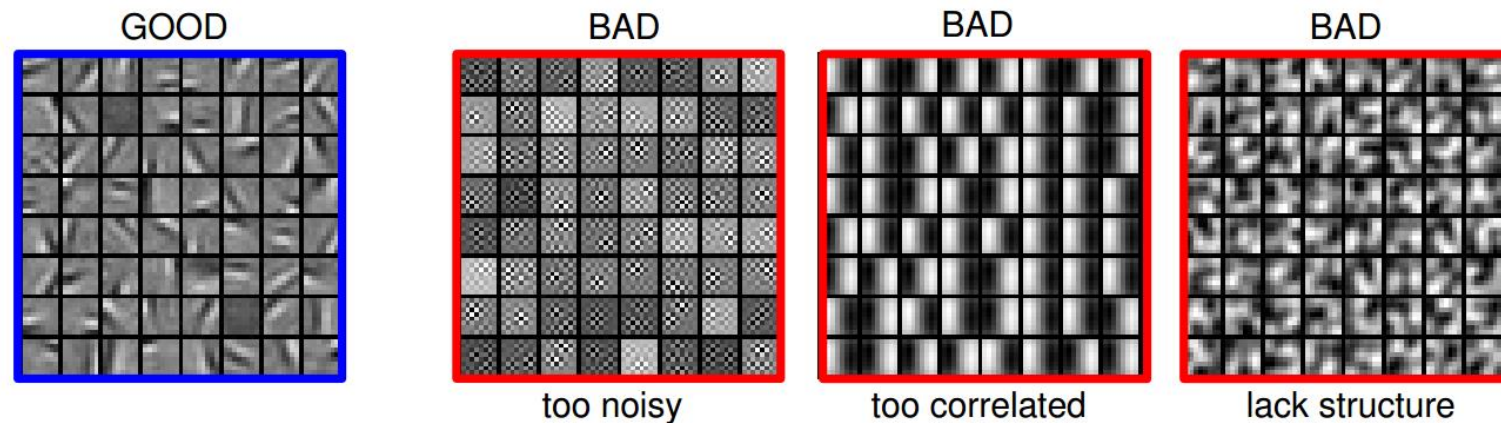 GOOD
BAD
BAD
BAD
too noisy
too correlated
lack structure